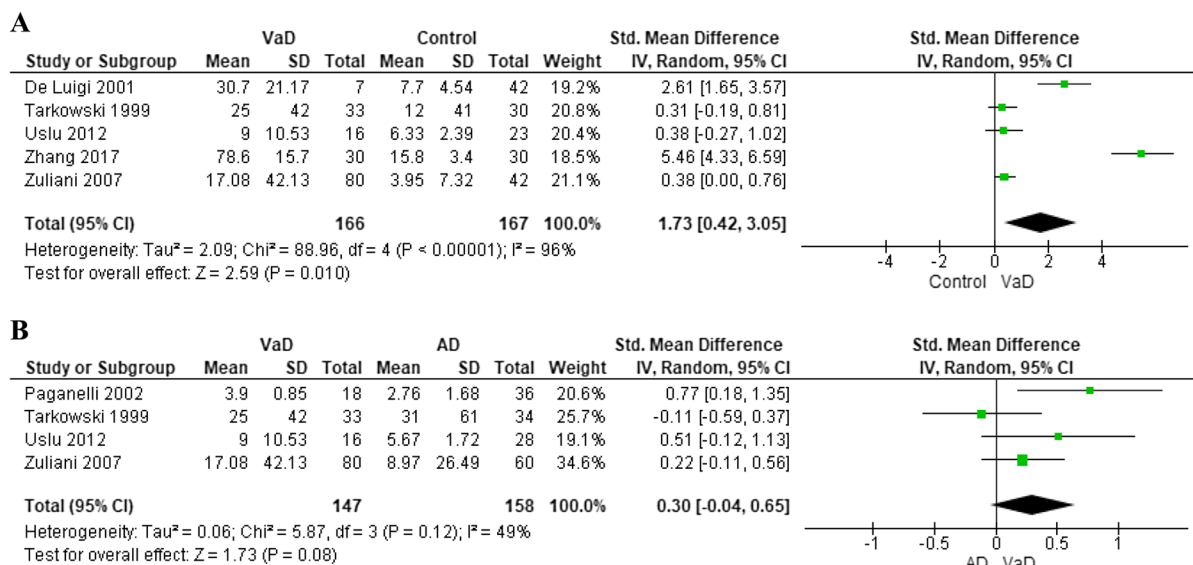 A
VaD Control Std. Mean Difference Std. Mean Difference
Study or Subgroup Mean SD Total Mean SD Total Weight IV, Random, 95% CI IV, Random, 95% CI
De Luigi 2001 30.7 21.17 7 7.7 4.54 42 19.2% 2.61 [1.65, 3.57]
Tarkowski 1999 25 42 33 12 41 30 20.8% 0.31 [-0.19, 0.81]
Uslu 2012 9 10.53 16 6.33 2.39 23 20.4% 0.38 [-0.27, 1.02]
Zhang 2017 78.6 15.7 30 15.8 3.4 30 18.5% 5.46 [4.33, 6.59]
Zuliani 2007 17.08 42.13 80 3.95 7.32 42 21.1% 0.38 [0.00, 0.76]
Total (95% CI) 166 167 100.0% 1.73 [0.42, 3.05]
Heterogeneity: Tau² = 2.09; Chi² = 88.96, df = 4 (P < 0.00001); I² = 96%
Test for overall effect: Z = 2.59 (P = 0.010)
-4 -2 0 2 4
Control VaD
B
VaD AD Std. Mean Difference Std. Mean Difference
Study or Subgroup Mean SD Total Mean SD Total Weight IV, Random, 95% CI IV, Random, 95% CI
Paganelli 2002 3.9 0.85 18 2.76 1.68 36 20.6% 0.77 [0.18, 1.35]
Tarkowski 1999 25 42 33 31 61 34 25.7% -0.11 [-0.59, 0.37]
Uslu 2012 9 10.53 16 5.67 1.72 28 19.1% 0.51 [-0.12, 1.13]
Zuliani 2007 17.08 42.13 80 8.97 26.49 60 34.6% 0.22 [-0.11, 0.56]
Total (95% CI) 147 158 100.0% 0.30 [-0.04, 0.65]
Heterogeneity: Tau² = 0.06; Chi² = 5.87, df = 3 (P = 0.12); I² = 49%
Test for overall effect: Z = 1.73 (P = 0.08)
-1 -0.5 0 0.5 1
AD VaD